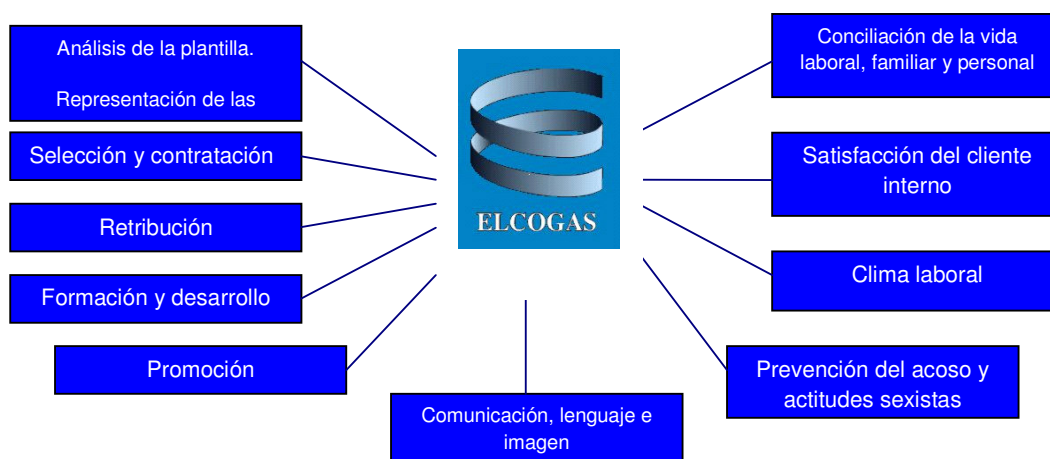 Análisis de la plantilla.
Representación de las
Selección y contratación
Retribución
Formación y desarrollo
Promoción
ELCOGAS
Comunicación, lenguaje e
imagen
Conciliación de la vida
laboral, familiar y personal
Satisfacción del cliente
interno
Clima laboral
Prevención del acoso y
actitudes sexistas